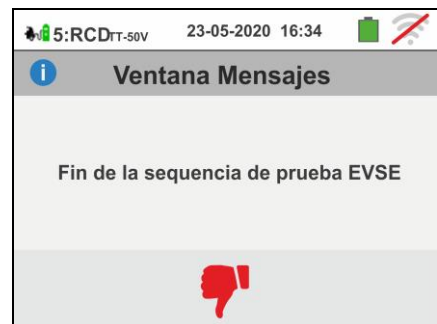 5:RCDTT-50V 23-05-2020 16:34
Ventana Mensajes
Fin de la sequencia de prueba EVSE